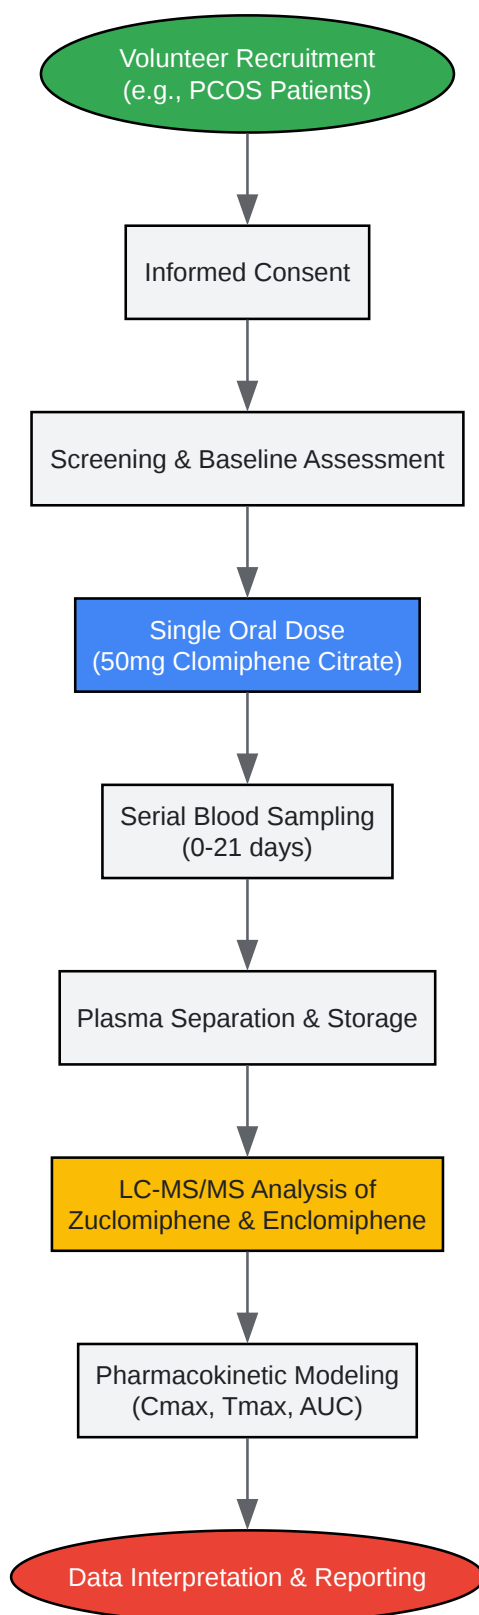 Volunteer Recruitment
(e.g., PCOS Patients)
Informed Consent
Screening & Baseline Assessment
Single Oral Dose
(50mg Clomiphene Citrate)
Serial Blood Sampling
(0-21 days)
Plasma Separation & Storage
LC-MS/MS Analysis of
Zuclomiphene & Enclomiphene
Pharmacokinetic Modeling
(Cmax, Tmax, AUC)
Data Interpretation & Reporting